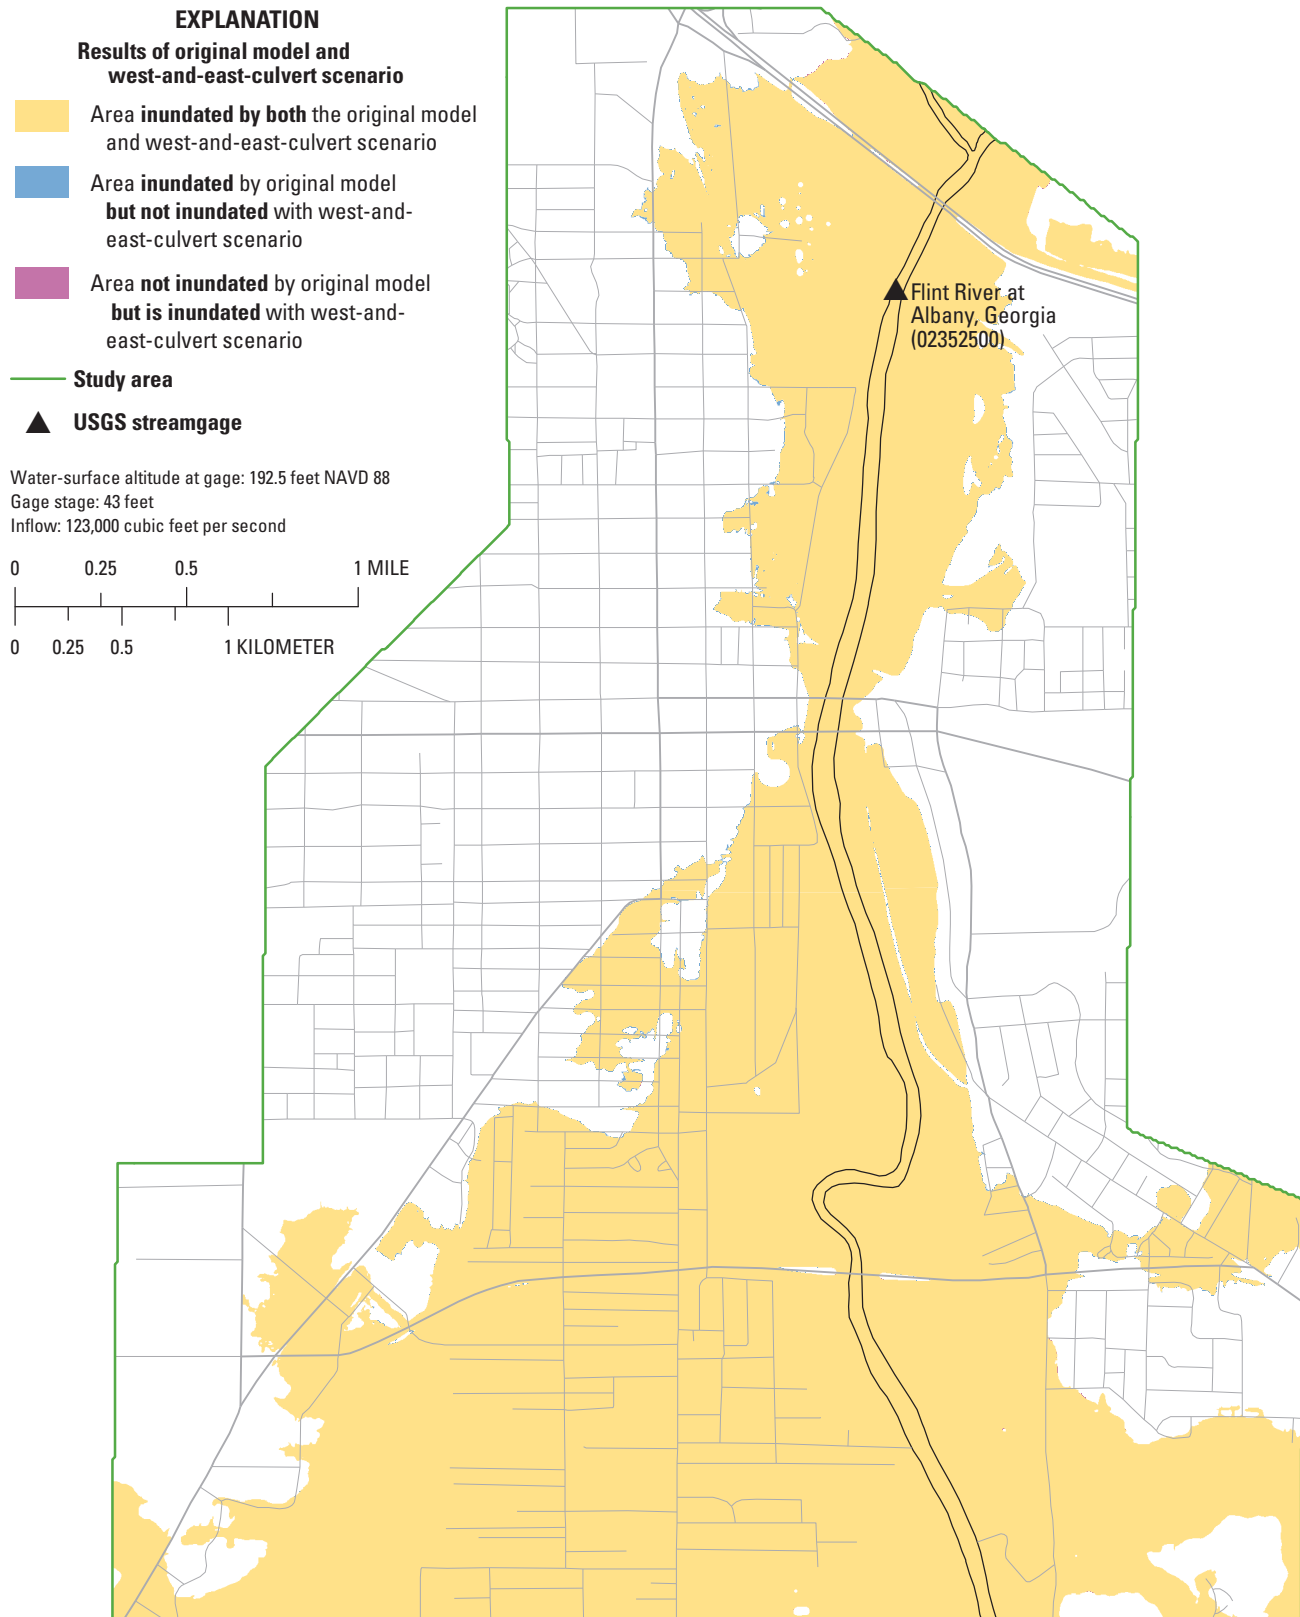 EXPLANATION
Results of original model and
west-and-east-culvert scenario
Area inundated by both the original model
and west-and-east-culvert scenario
Area inundated by original model
but not inundated with west-and-
east-culvert scenario
Area not inundated by original model
but is inundated with west-and-
east-culvert scenario
Study area
USGS streamgage
Water-surface altitude at gage: 192.5 feet NAVD 88
Gage stage: 43 feet
Inflow: 123,000 cubic feet per second
0 0.25 0.5 1 MILE
0 0.25 0.5 1 KILOMETER
Flint River at
Albany, Georgia
(02352500)